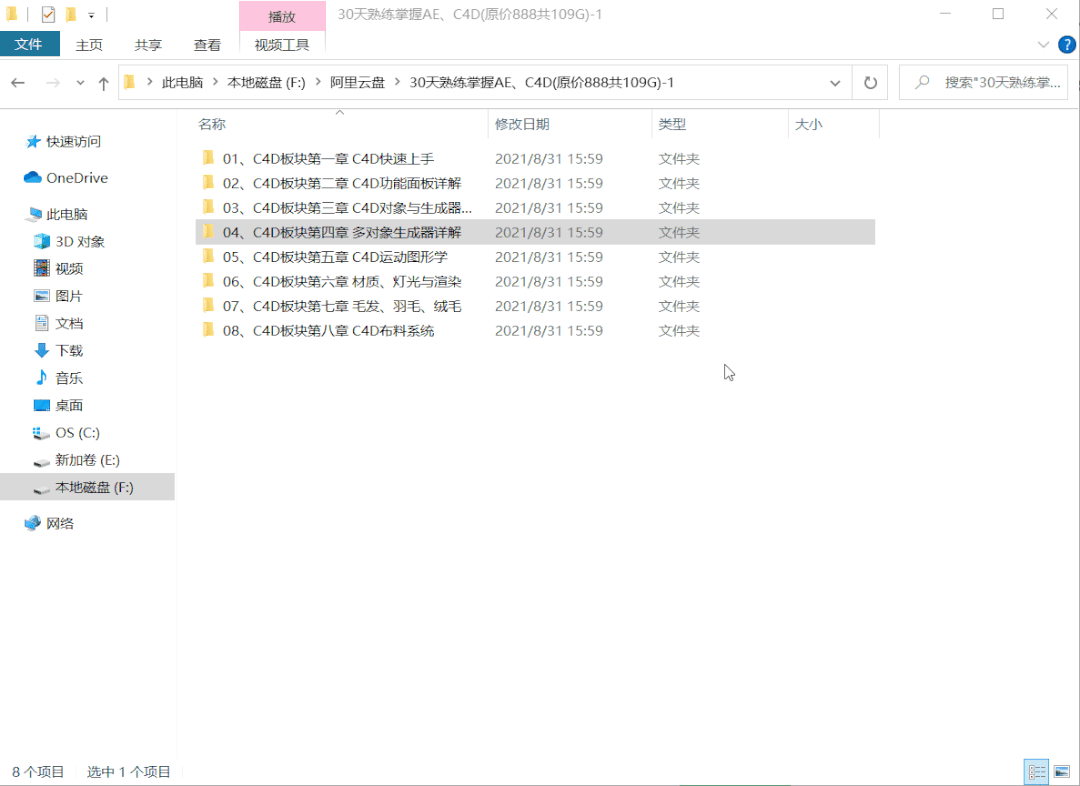 播放
30天熟练掌握AE、C4D(原价888共109G)-1
文件
主页
共享
查看
视频工具
此电脑
本地磁盘 (F:)
阿里云盘
30天熟练掌握AE、C4D(原价888共109G)-1
搜索"30天熟练掌...
名称
修改日期
类型
大小
快速访问
OneDrive
此电脑
3D 对象
视频
图片
文档
下载
音乐
桌面
OS (C:)
新加卷 (E:)
本地磁盘 (F:)
网络
01、C4D板块第一章 C4D快速上手 2021/8/31 15:59 文件夹
02、C4D板块第二章 C4D功能面板详解 2021/8/31 15:59 文件夹
03、C4D板块第三章 C4D对象与生成器... 2021/8/31 15:59 文件夹
04、C4D板块第四章 多对象生成器详解 2021/8/31 15:59 文件夹
05、C4D板块第五章 C4D运动图形学 2021/8/31 15:59 文件夹
06、C4D板块第六章 材质、灯光与渲染 2021/8/31 15:59 文件夹
07、C4D板块第七章 毛发、羽毛、绒毛 2021/8/31 15:59 文件夹
08、C4D板块第八章 C4D布料系统 2021/8/31 15:59 文件夹
8 个项目
选中 1 个项目